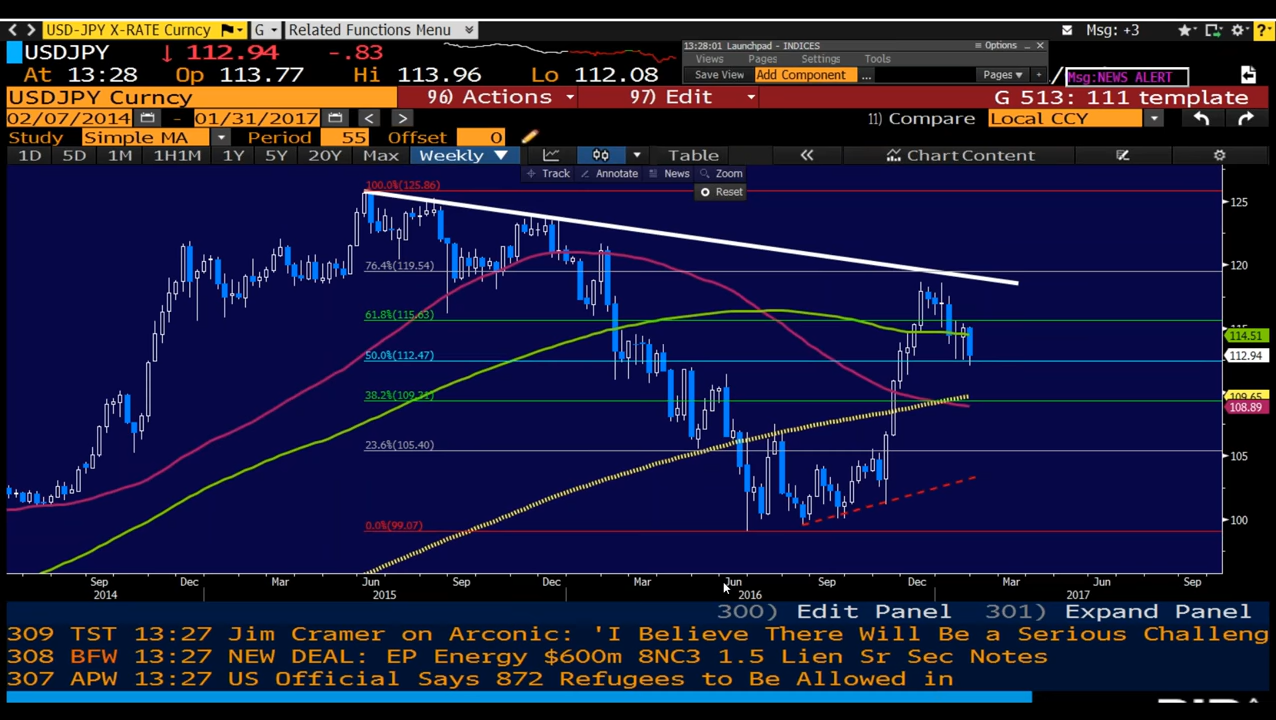 USD-JPY X-RATE Curncy G Related Functions Menu Msg: +3
USDJPY 112.94 -.83
13:28:01 Launchpad - INDICES Options
Views Pages Settings Tools
Save View Add Component ... Pages +
At 13:28 Op 113.77 Hi 113.96 Lo 112.08
Msg:NEWS ALERT
USDJPY Curncy 96) Actions 97) Edit G 513: 111 template
02/07/2014 - 01/31/2017 < > 11) Compare Local CCY
Study Simple MA Period 55 Offset 0
1D 5D 1M 1H1M 1Y 5Y 20Y Max Weekly Table Chart Content
Track Annotate News Zoom
Reset
100.0%(125.86)
125
76.4%(119.54)
120
61.8%(115.63)
114.51
50.0%(112.47)
112.94
38.2%(109.31)
108.89
23.6%(105.40)
105
100
0.0%(99.07)
Sep Dec Mar Jun Sep Dec Mar Jun Sep Dec Mar Jun Sep
2014 2015 2016 2017
300) Edit Panel 301) Expand Panel
309 TST 13:27 Jim Cramer on Arconic: 'I Believe There Will Be a Serious Challeng
308 BFW 13:27 NEW DEAL: EP Energy $600m 8NC3 1.5 Lien Sr Sec Notes
307 APW 13:27 US Official Says 872 Refugees to Be Allowed in